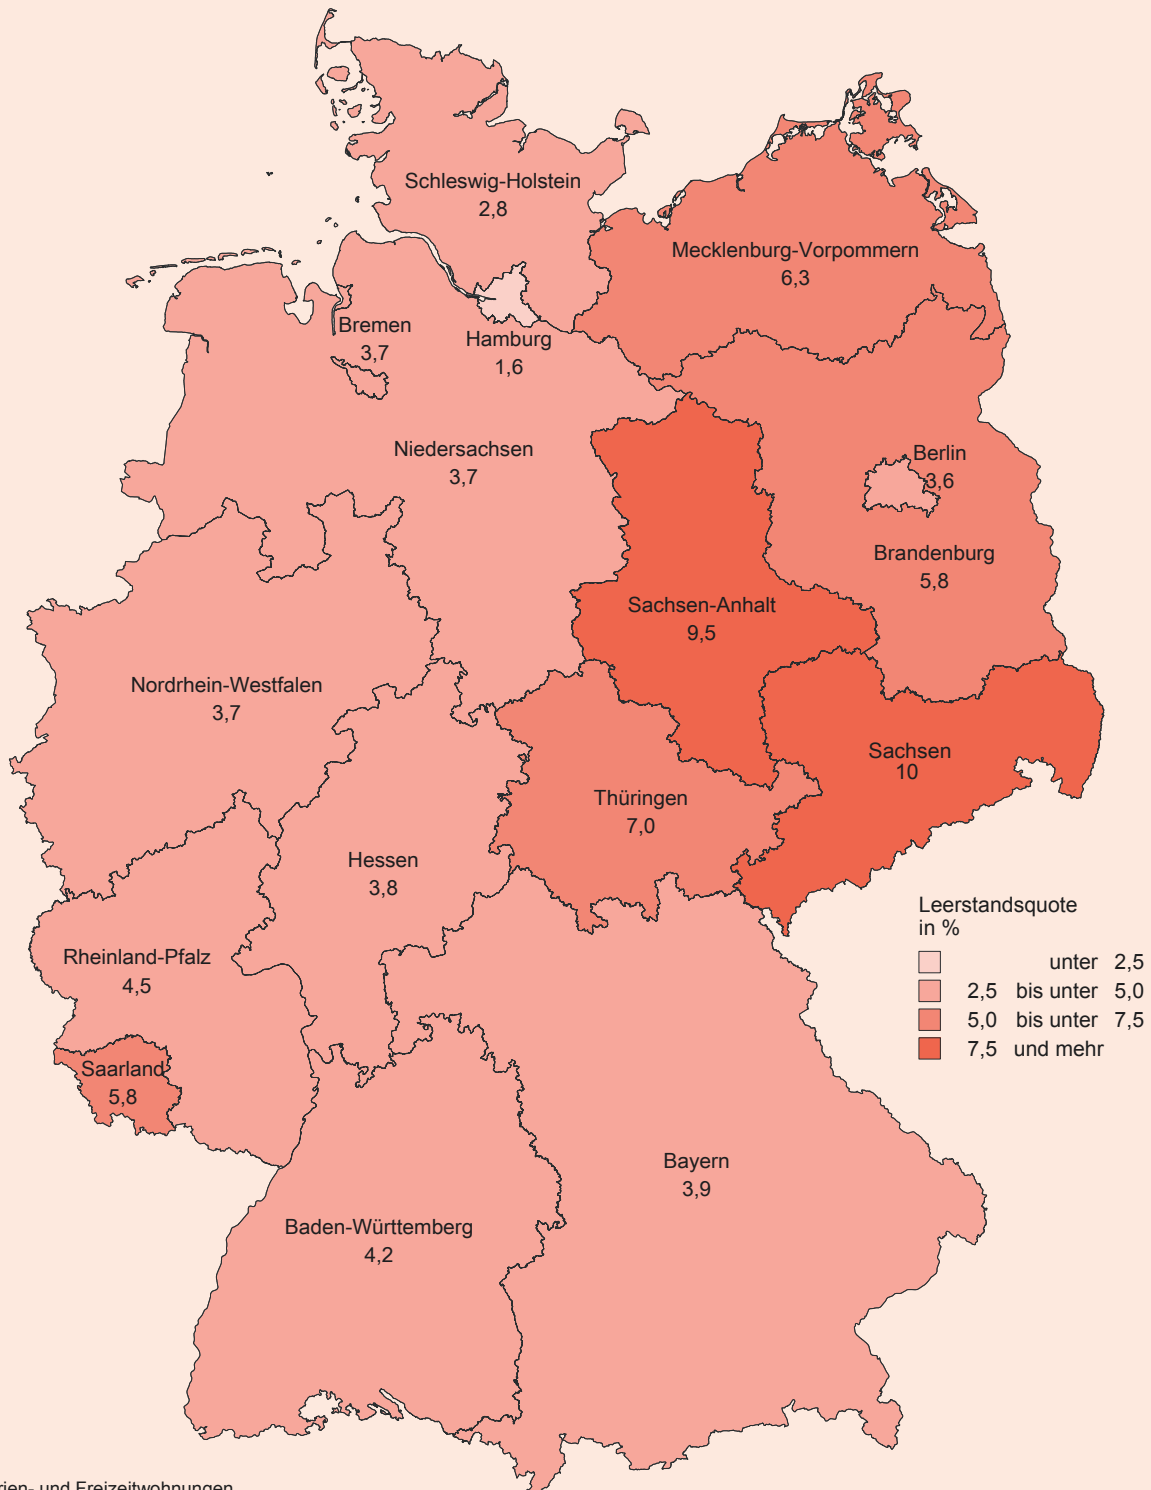 Schleswig-Holstein
2,8
Mecklenburg-Vorpommern
6,3
Bremen
3,7
Hamburg
1,6
Niedersachsen
3,7
Berlin
3,6
Brandenburg
5,8
Sachsen-Anhalt
9,5
Nordrhein-Westfalen
3,7
Sachsen
10
Thüringen
7,0
Hessen
3,8
Rheinland-Pfalz
4,5
Saarland
5,8
Bayern
3,9
Baden-Württemberg
4,2
Leerstandsquote
in %
unter 2,5
2,5 bis unter 5,0
5,0 bis unter 7,5
7,5 und mehr
rien- und Freizeitwohnungen